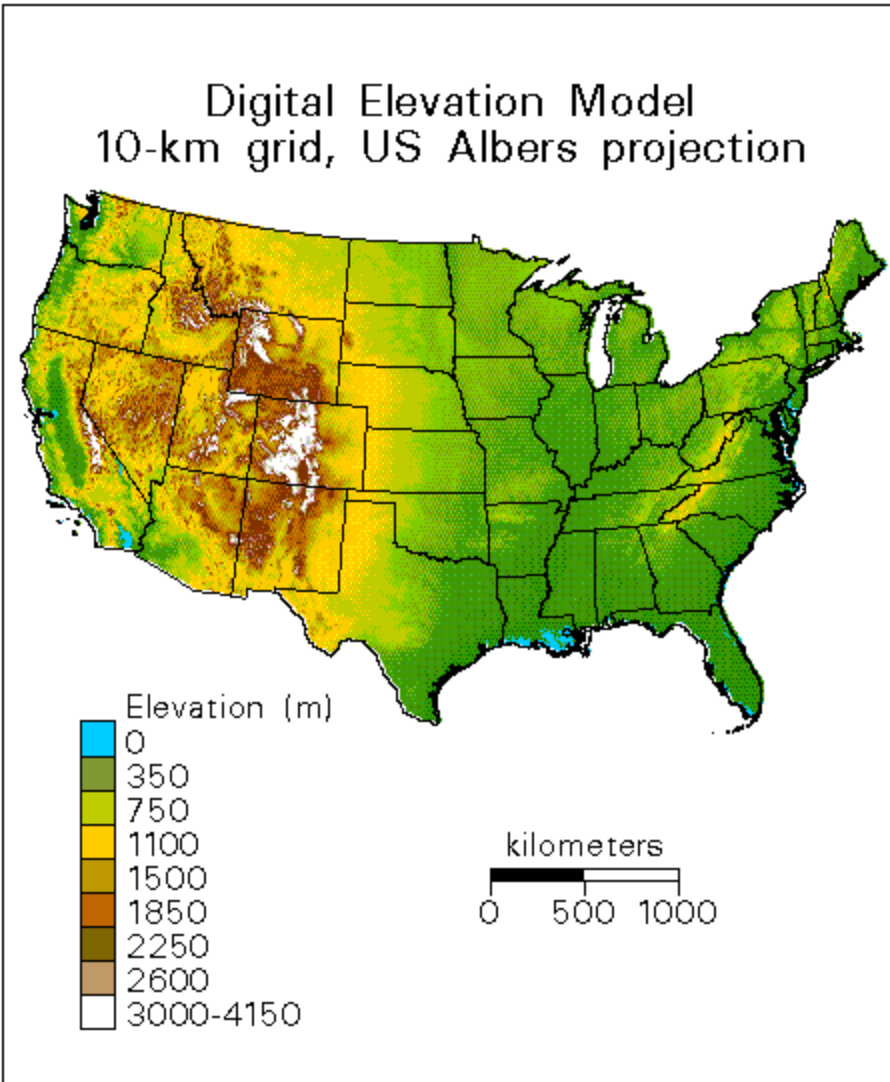 Digital Elevation Model
10-km grid, US Albers projection
Elevation (m)
0
350
750
1100
1500
1850
2250
2600
3000-4150
kilometers
0 500 1000